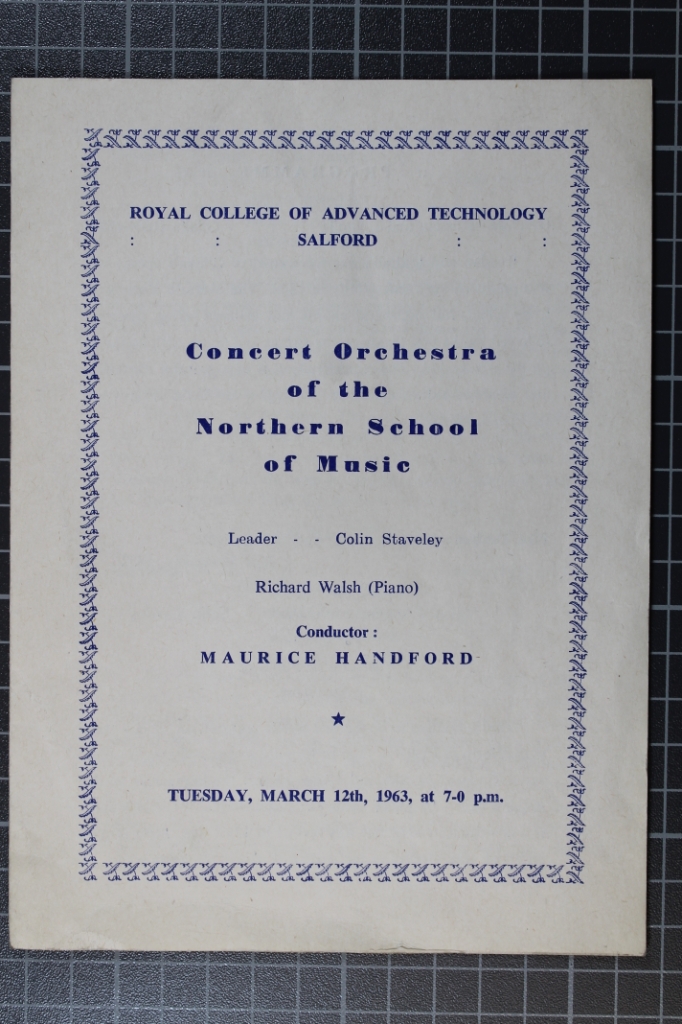 ROYAL COLLEGE OF ADVANCED TECHNOLOGY
: : SALFORD : :
Concert Orchestra
of the
Northern School
of Music
Leader - - Colin Staveley
Richard Walsh (Piano)
Conductor :
MAURICE HANDFORD
★
TUESDAY, MARCH 12th, 1963, at 7-0 p.m.